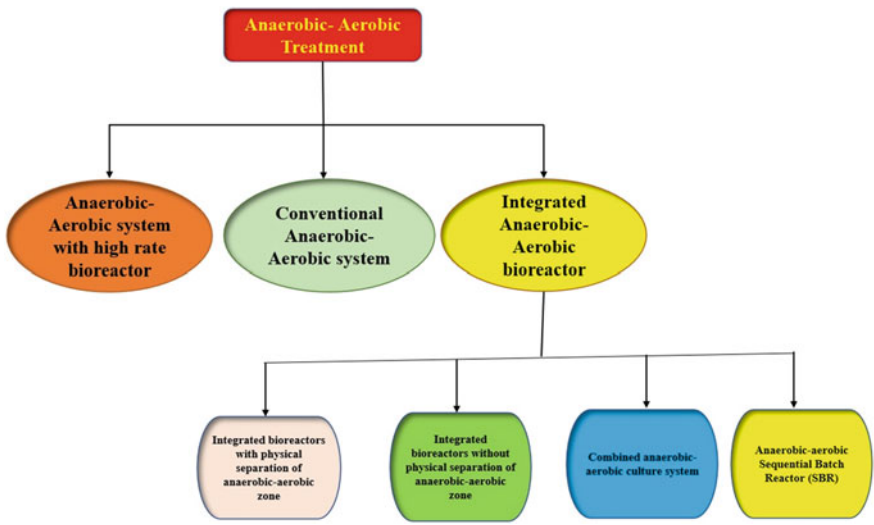 Anaerobic- Aerobic
Treatment
Anaerobic-
Aerobic system
with high rate
bioreactor
Conventional
Anaerobic-
Aerobic system
Integrated
Anaerobic-
Aerobic
bioreactor
Integrated bioreactors
with physical
separation of
anaerobic-aerobic
zone
Integrated
bioreactors without
physical separation of
anaerobic-aerobic
zone
Combined anaerobic-
aerobic culture system
Anaerobic-aerobic
Sequential Batch
Reactor (SBR)